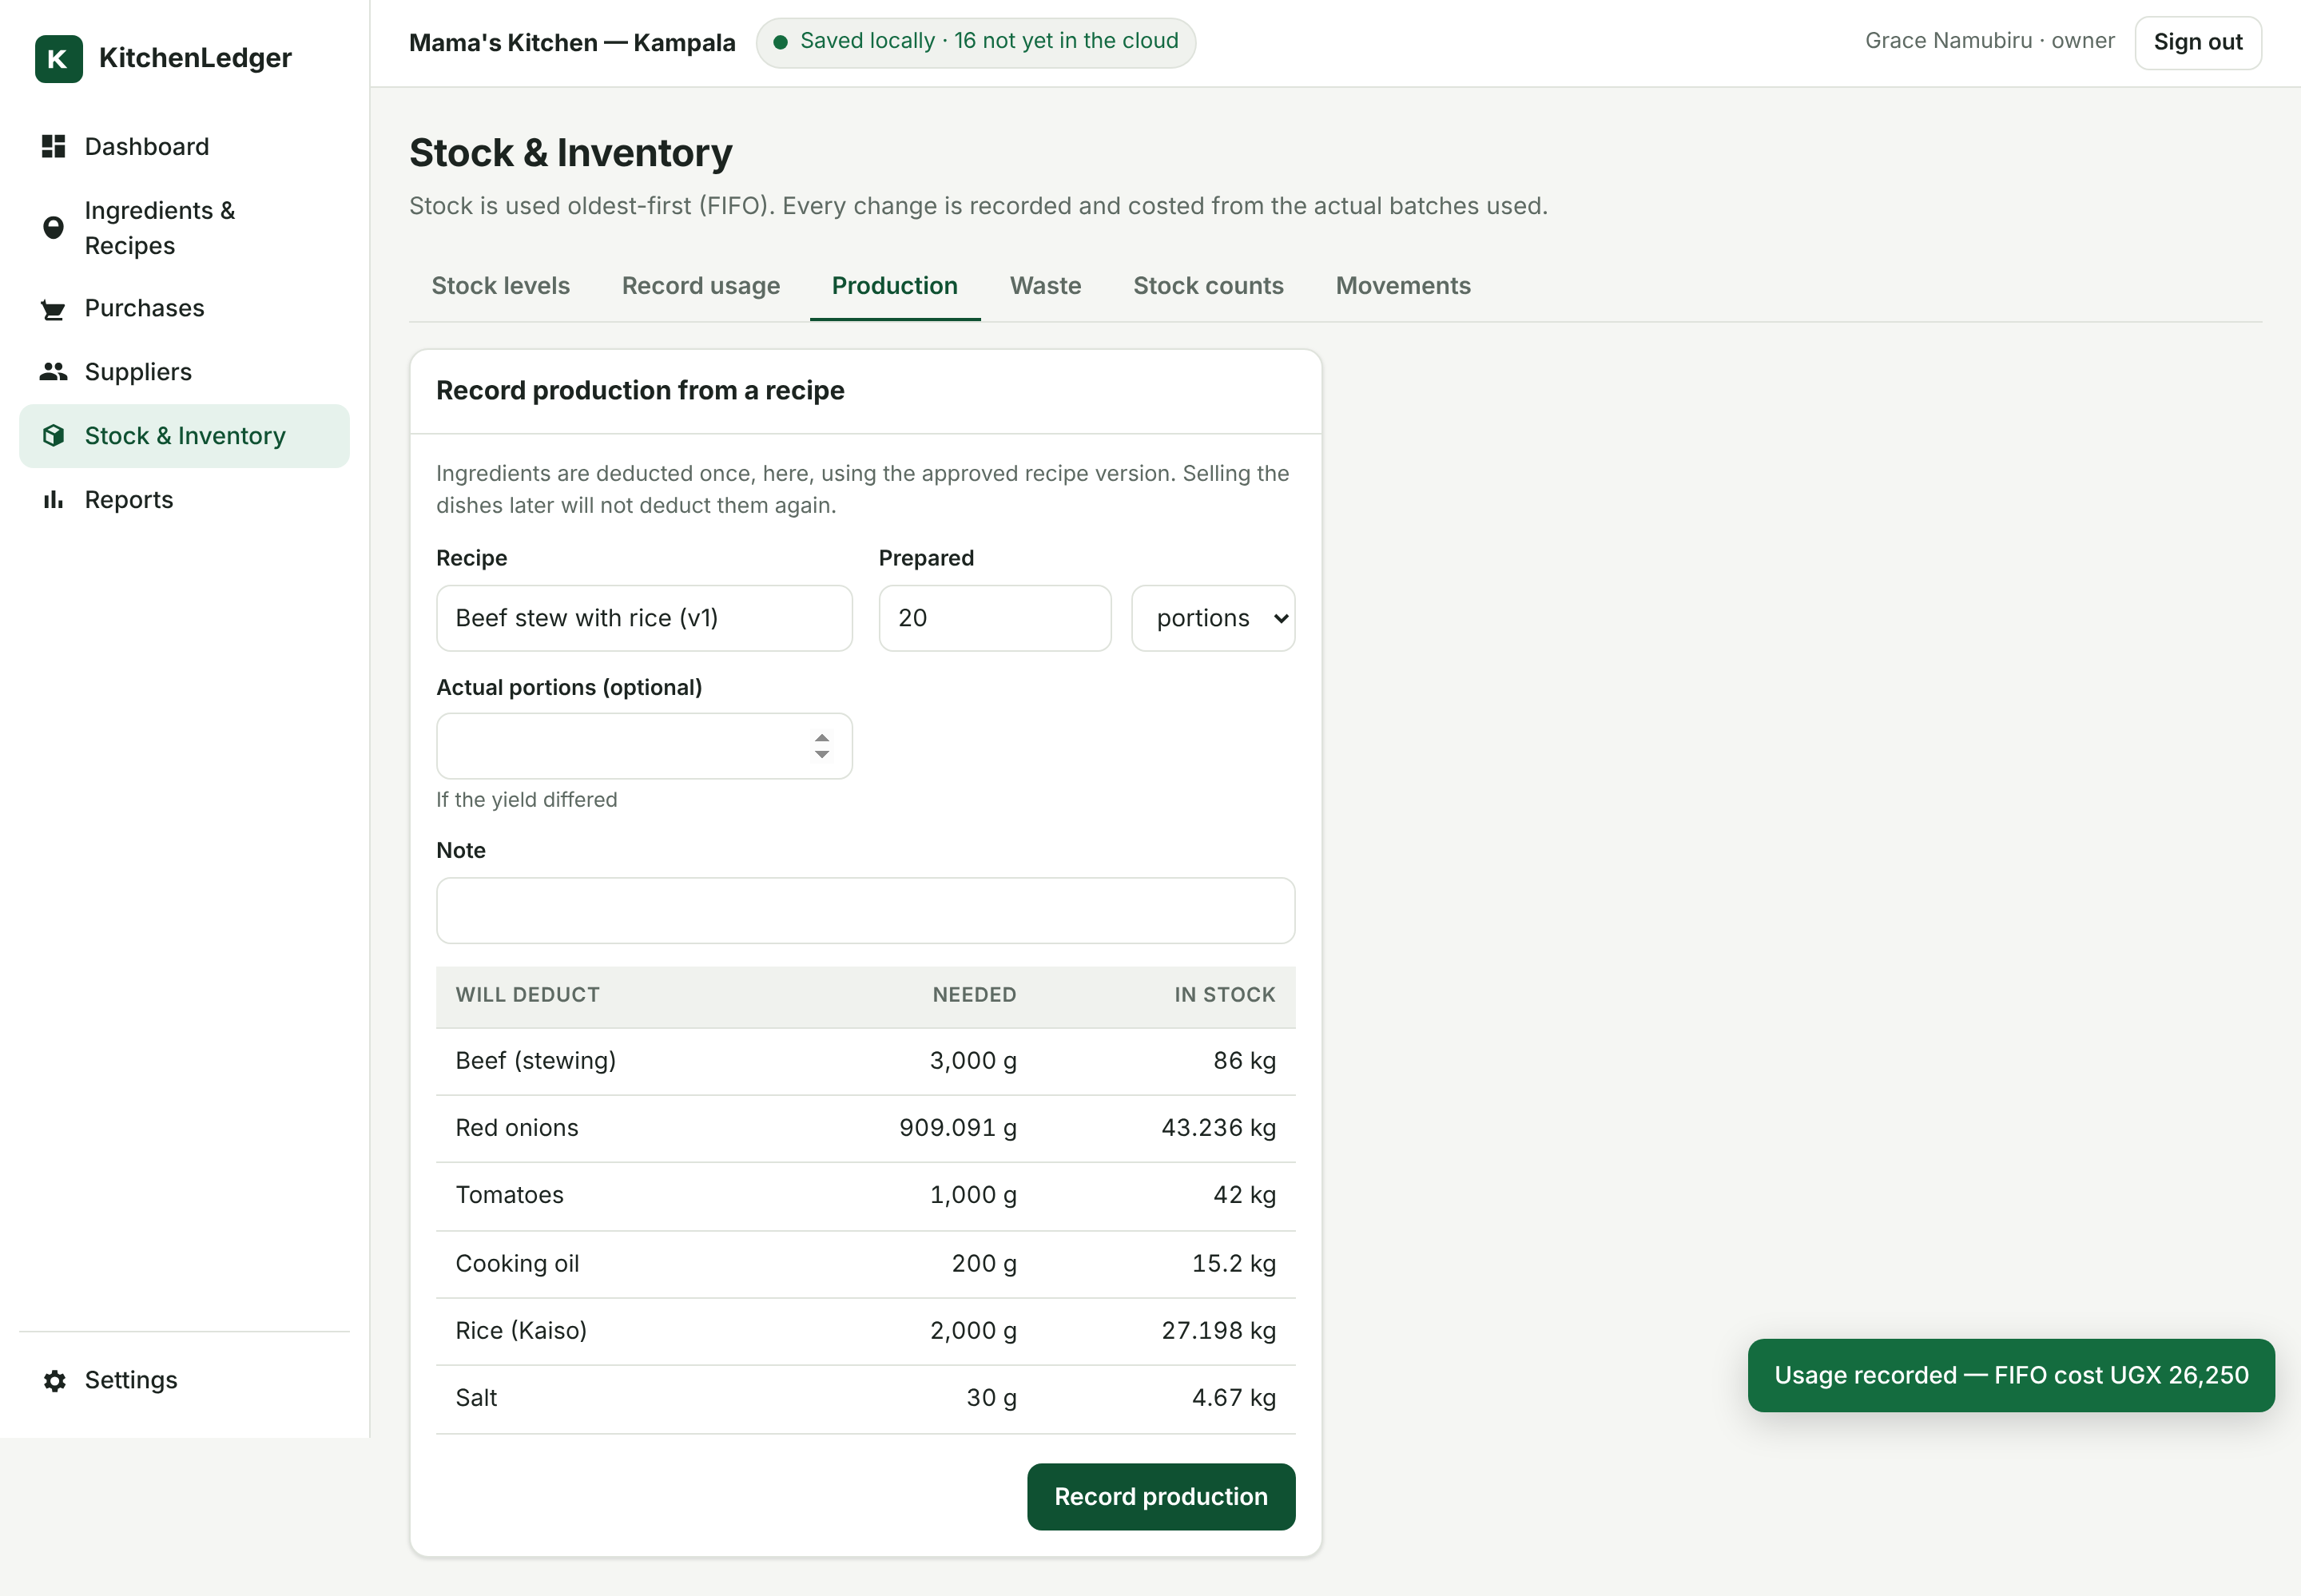 K KitchenLedger
Mama's Kitchen — Kampala
Saved locally · 16 not yet in the cloud
Grace Namubiru · owner
Sign out
Dashboard
Ingredients &
Recipes
Purchases
Suppliers
Stock & Inventory
Reports
Settings
Stock & Inventory
Stock is used oldest-first (FIFO). Every change is recorded and costed from the actual batches used.
Stock levels Record usage Production Waste Stock counts Movements
Record production from a recipe
Ingredients are deducted once, here, using the approved recipe version. Selling the
dishes later will not deduct them again.
Recipe Prepared
Beef stew with rice (v1) 20 portions
Actual portions (optional)
If the yield differed
Note
WILL DEDUCT NEEDED IN STOCK
Beef (stewing) 3,000 g 86 kg
Red onions 909.091 g 43.236 kg
Tomatoes 1,000 g 42 kg
Cooking oil 200 g 15.2 kg
Rice (Kaiso) 2,000 g 27.198 kg
Salt 30 g 4.67 kg
Record production
Usage recorded — FIFO cost UGX 26,250